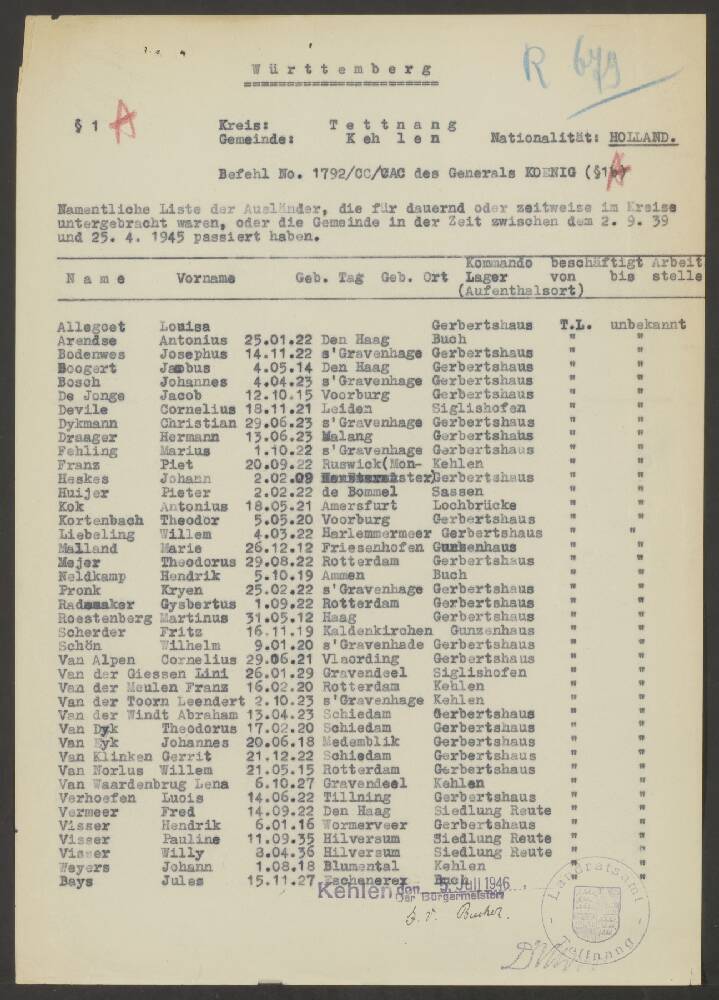 R 679
Württemberg
§ 1 A
Kreis: Tettnang
Gemeinde: Kehlen Nationalität: HOLLAND.
Befehl No. 1792/CC/CAC des Generals KOENIG (§1b)
A
Namentliche Liste der Ausländer, die für dauernd oder zeitweise im Kreise
untergebracht waren, oder die Gemeinde in der Zeit zwischen dem 2. 9. 39
und 25. 4. 1945 passiert haben.
Kommando beschäftigt Arbeit
Name Vorname Geb. Tag Geb. Ort Lager von bis stelle
(Aufenthalsort)
Allegoet Louisa Gerbertshaus T.L. unbekannt
Arendse Antonius 25.01.22 Den Haag Buch " "
Bodenwes Josephus 14.11.22 s'Gravenhage Gerbertshaus " "
Boogert Jacobus 4.05.14 Den Haag Gerbertshaus " "
Bosch Johannes 4.04.23 s'Gravenhage Gerbertshaus " "
De Jonge Jacob 12.10.15 Voorburg Gerbertshaus " "
Devile Cornelius 18.11.21 Leiden Siglishofen " "
Dykmann Christian 29.06.23 s'Gravenhage Gerbertshaus " "
Draager Hermann 13.06.23 Malang Gerbertshahs " "
Fehling Marius 1.10.22 s'Gravenhage Gerbertshaus " "
Franz Piet 20.09.22 Ruswick(Mon- Kehlen " "
Heskes Johann 2.02.09 ster)Gerbertshaus " "
Huijer Pieter 2.02.22 de Bommel Sassen " "
Kok Antonius 18.05.21 Amersfurt Lochbrücke " "
Kortenbach Theodor 5.05.20 Voorburg Gerbertshaus " "
Liebeling Willem 4.03.22 Harlemmermeer Gerbertshaus " "
Malland Marie 26.12.12 Friesenhofen Gunzenhaus " "
Mejer Theodorus 29.08.22 Rotterdam Gerbertshaus " "
Neldkamp Hendrik 5.10.19 Ammen Buch " "
Pronk Kryen 25.02.22 s'Gravenhage Gerbertshaus " "
Rademaker Gysbertus 1.09.22 Rotterdam Gerbertshaus " "
Roestenberg Martinus 31.05.12 Haag Gerbertshaus " "
Scherder Fritz 16.11.19 Kaldenkirchen Gunzenhaus " "
Schön Wilhelm 9.01.20 s'Gravenhade Gerbertshaus " "
Van Alpen Cornelius 29.06.21 Vlaording Gerbertshaus " "
Van der Giessen Lini 26.01.29 Gravendeel Siglishofen " "
Van der Meulen Franz 16.02.20 Rotterdam Kehlen " "
Van der Toorn Leendert 2.10.23 s'Gravenhage Kehlen " "
Van der Windt Abraham 13.04.23 Schiedam Gerbertshaus " "
Van Dyk Theodorus 17.02.20 Schiedam Gerbertshaus " "
Van Eyk Johannes 20.06.18 Medemblik Gerbertshaus " "
Van Klinken Gerrit 21.12.22 Schiedam Gerbertshaus " "
Van Norlus Willem 21.05.15 Rotterdam Gerbertshaus " "
Van Waardenbrug Lena 6.10.27 Gravendeel Kehlen " "
Verhoefen Lucis 14.06.22 Tillning Gerbertshaus " "
Vermeer Fred 14.09.22 Den Haag Siedlung Reute " "
Visser Hendrik 6.01.16 Wormerveer Gerbertshaus " "
Visser Pauline 11.09.35 Hilversum Siedlung Reute " "
Visser Willy 3.04.36 Hilversum Siedlung Reute " "
Weyers Johann 1.08.18 Blumental Kehlen " "
Bays Jules 15.11.27 Eschenerex Buch " "
Kehlen den 5. Juli 1946
Der Bürgermeister:
Landratsamt
Tettnang